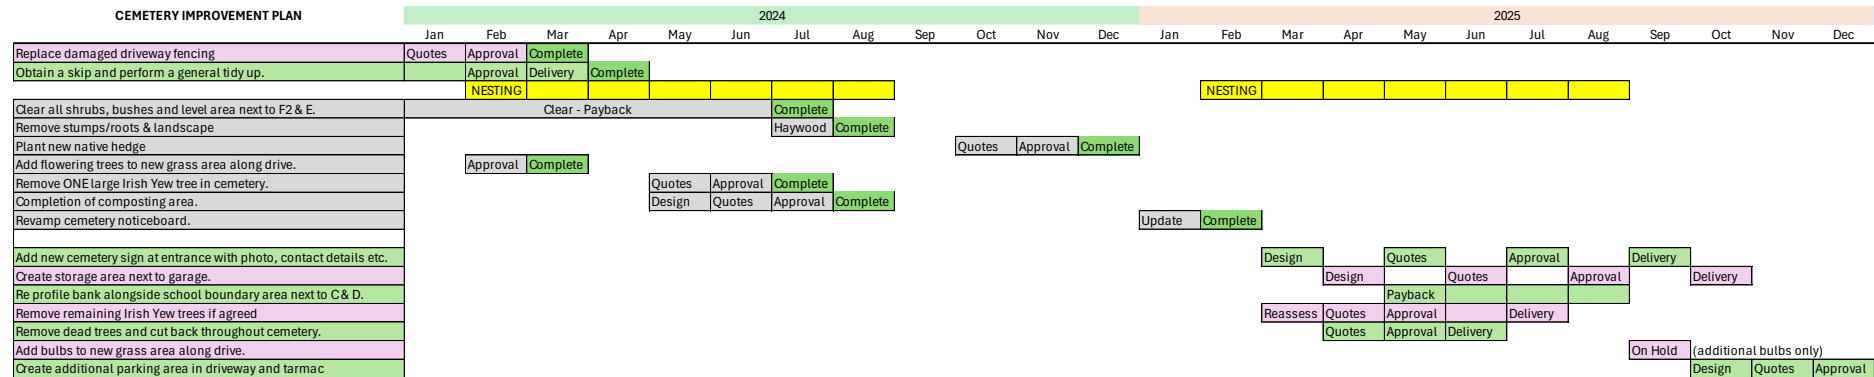 CEMETERY IMPROVEMENT PLAN 2024 2025
Jan Feb Mar Apr May Jun Jul Aug Sep Oct Nov Dec Jan Feb Mar Apr May Jun Jul Aug Sep Oct Nov Dec
Replace damaged driveway fencing Quotes Approval Complete
Obtain a skip and perform a general tidy up. Approval Delivery Complete
NESTING NESTING
Clear all shrubs, bushes and level area next to F2 & E. Clear - Payback Complete
Remove stumps/roots & landscape Haywood Complete
Plant new native hedge Quotes Approval Complete
Add flowering trees to new grass area along drive. Approval Complete
Remove ONE large Irish Yew tree in cemetery. Quotes Approval Complete
Completion of composting area. Design Quotes Approval Complete
Revamp cemetery noticeboard. Update Complete
Add new cemetery sign at entrance with photo, contact details etc. Design Quotes Approval Delivery
Create storage area next to garage. Design Quotes Approval Delivery
Re profile bank alongside school boundary area next to C & D. Payback
Remove remaining Irish Yew trees if agreed Reassess Quotes Approval Delivery
Remove dead trees and cut back throughout cemetery. Quotes Approval Delivery
Add bulbs to new grass area along drive. On Hold (additional bulbs only)
Create additional parking area in driveway and tarmac Design Quotes Approval